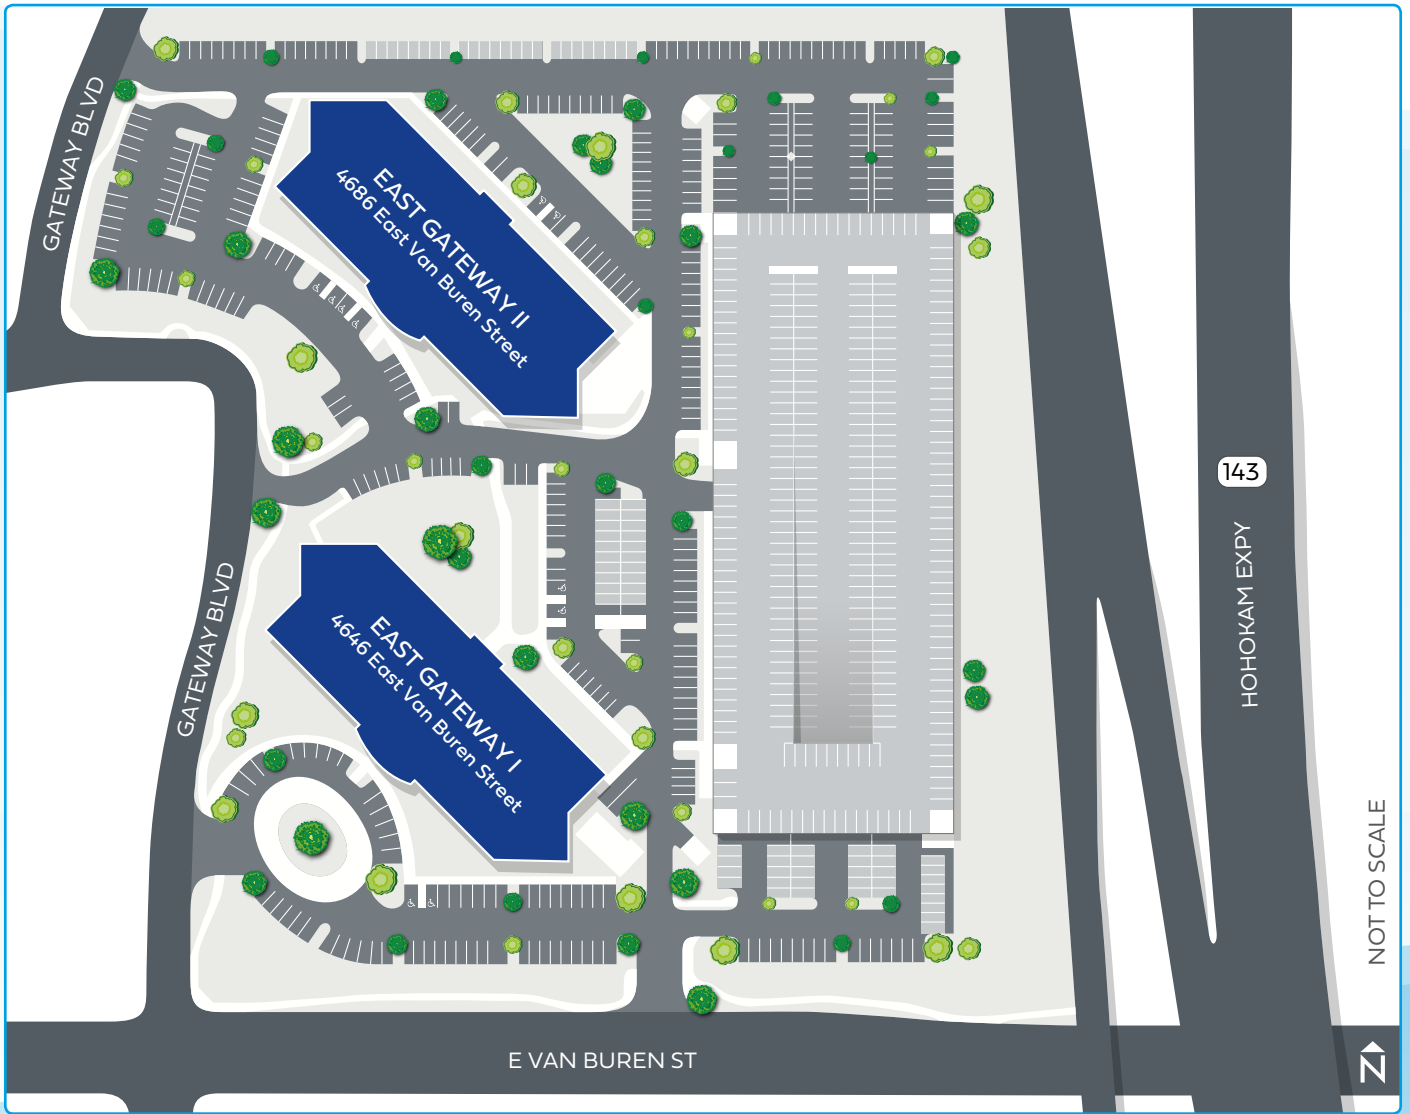 GATEWAY BLVD
EAST GATEWAY II
4686 East Van Buren Street
143
HOHOKAM EXPY
GATEWAY BLVD
EAST GATEWAY I
4646 East Van Buren Street
NOT TO SCALE
E VAN BUREN ST
N